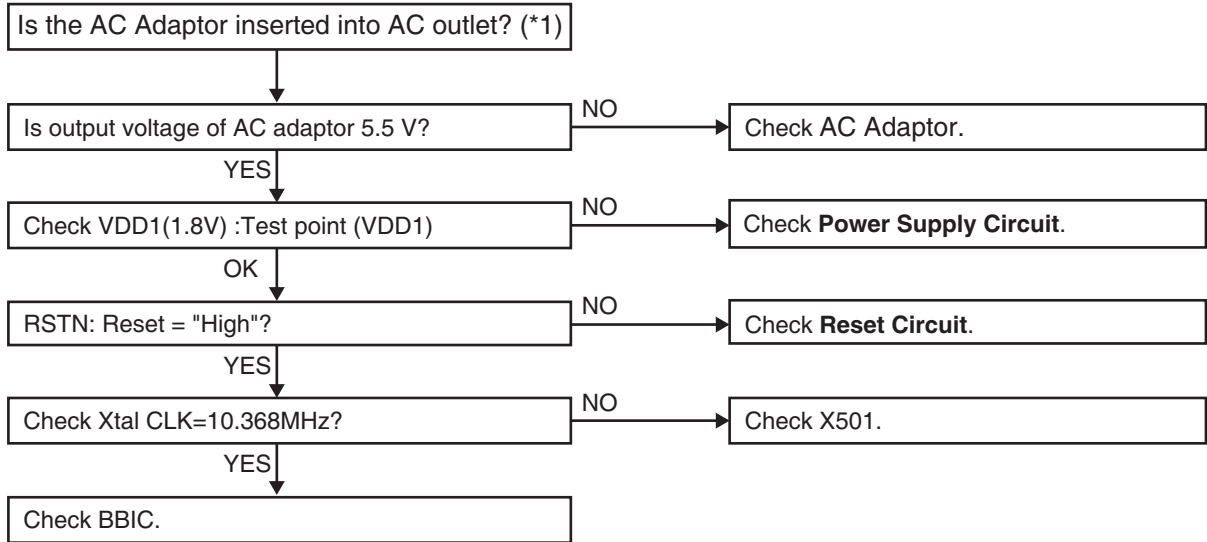 Is the AC Adaptor inserted into AC outlet? (*1)
Is output voltage of AC adaptor 5.5 V?
NO
Check AC Adaptor.
YES
Check VDD1(1.8V) :Test point (VDD1)
NO
Check Power Supply Circuit.
OK
RSTN: Reset = "High"?
NO
Check Reset Circuit.
YES
Check Xtal CLK=10.368MHz?
NO
Check X501.
YES
Check BBIC.